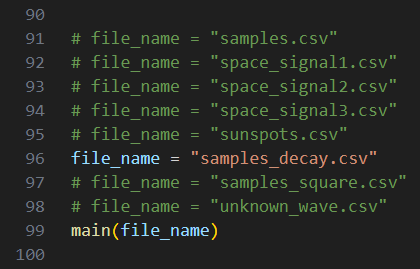 90
91 # file_name = "samples.csv"
92 # file_name = "space_signal1.csv"
93 # file_name = "space_signal2.csv"
94 # file_name = "space_signal3.csv"
95 # file_name = "sunspots.csv"
96 file_name = "samples_decay.csv"
97 # file_name = "samples_square.csv"
98 # file_name = "unknown_wave.csv"
99 main(file_name)
100